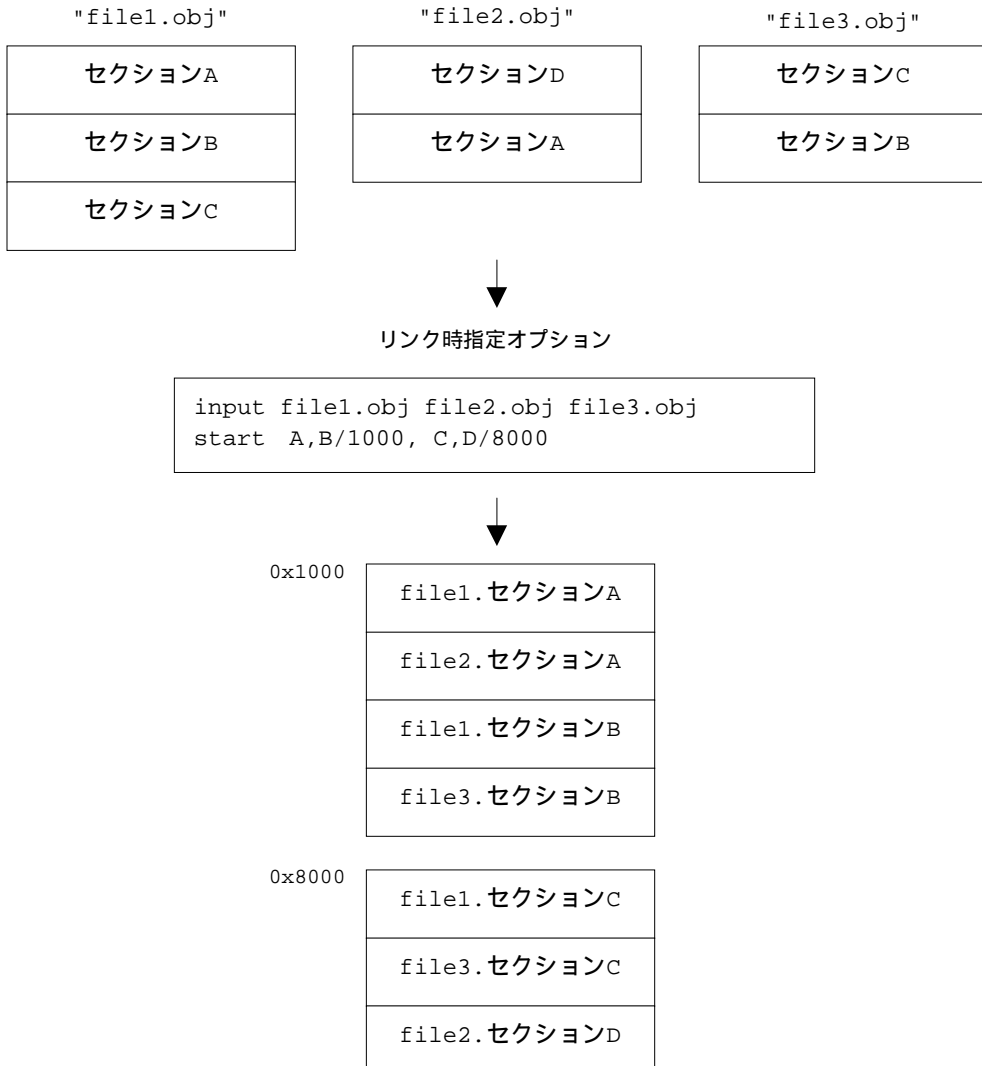 "file1.obj"
"file2.obj"
"file3.obj"
セクションA
セクションB
セクションC
セクションD
セクションA
セクションC
セクションB
リンク時指定オプション
input file1.obj file2.obj file3.obj
start A,B/1000, C,D/8000
0x1000
file1.セクションA
file2.セクションA
file1.セクションB
file3.セクションB
0x8000
file1.セクションC
file3.セクションC
file2.セクションD